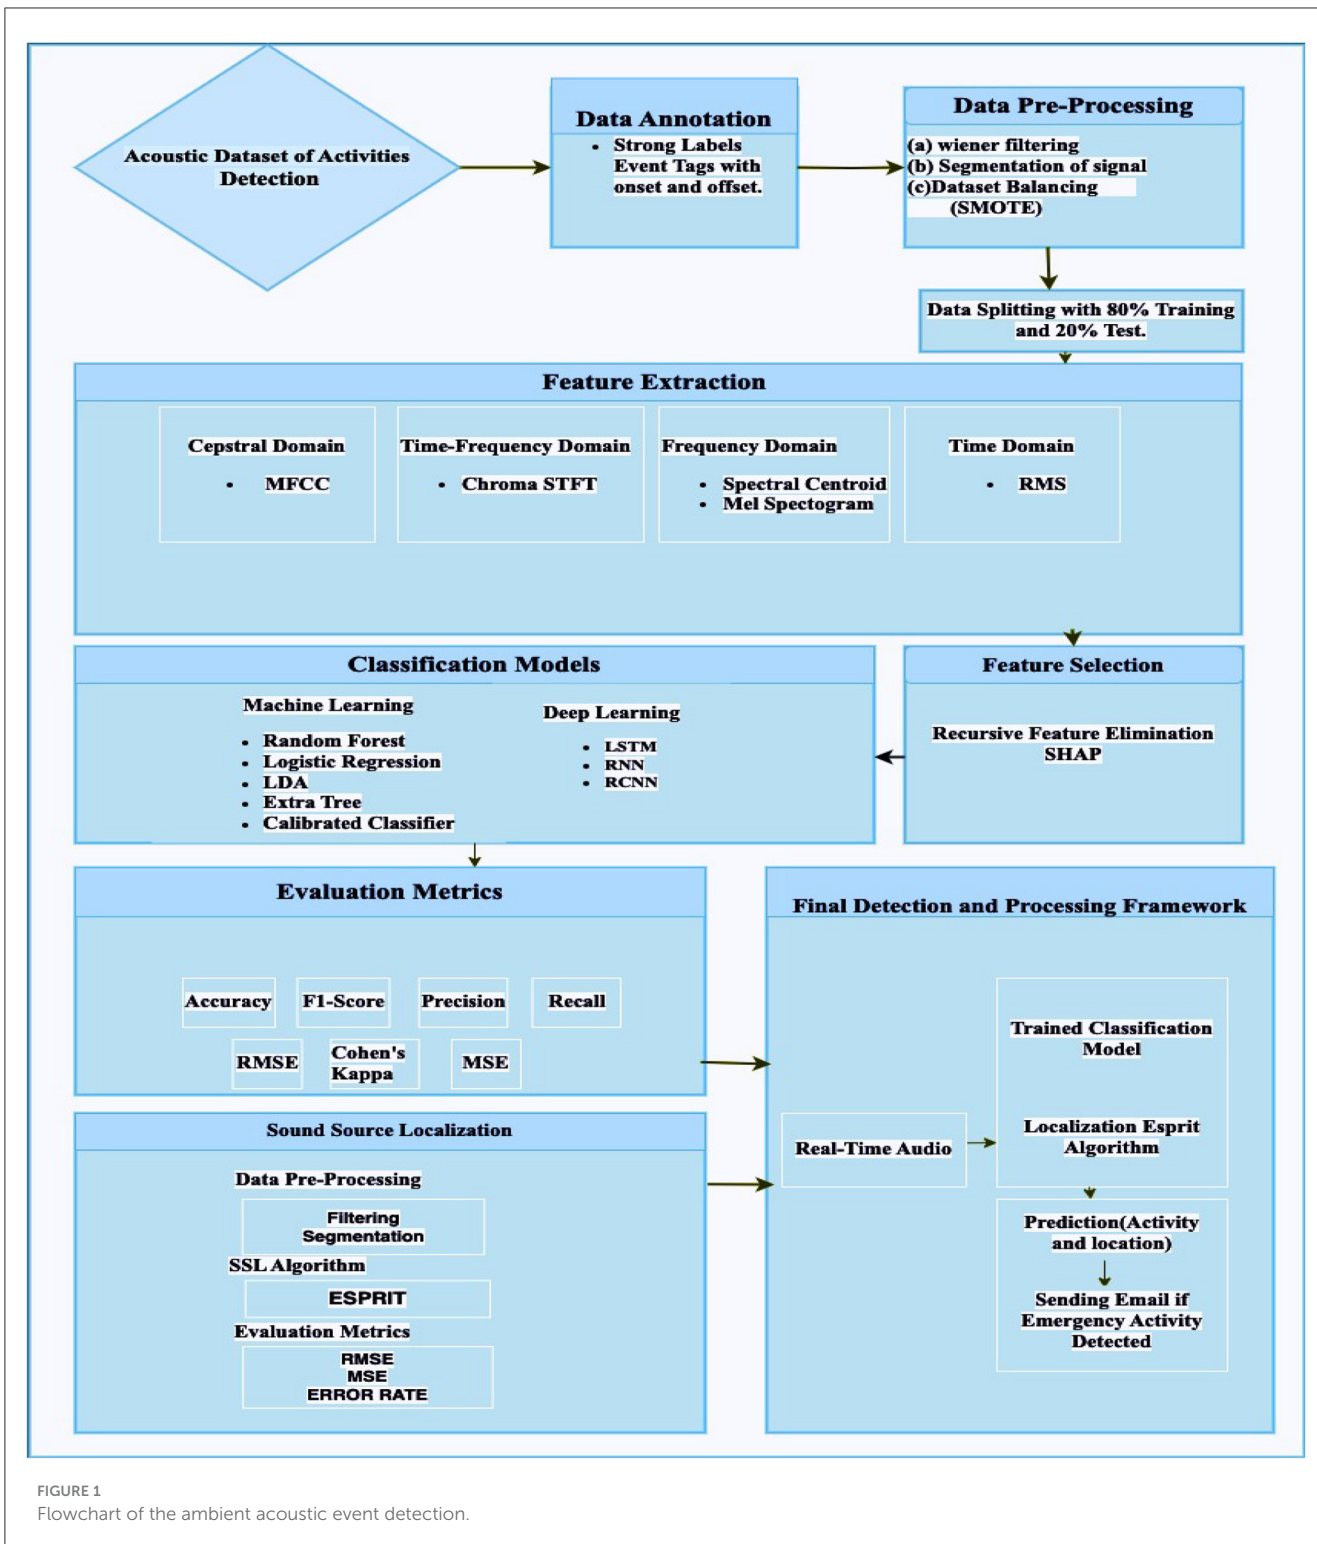 Acoustic Dataset of Activities
Detection
Data Annotation
• Strong Labels
Event Tags with
onset and offset.
Data Pre-Processing
(a) wiener filtering
(b) Segmentation of signal
(c)Dataset Balancing
(SMOTE)
Data Splitting with 80% Training
and 20% Test.
Feature Extraction
Cepstral Domain
• MFCC
Time-Frequency Domain
• Chroma STFT
Frequency Domain
• Spectral Centroid
• Mel Spectogram
Time Domain
• RMS
Feature Selection
Recursive Feature Elimination
SHAP
Classification Models
Machine Learning
• Random Forest
• Logistic Regression
• LDA
• Extra Tree
• Calibrated Classifier
Deep Learning
• LSTM
• RNN
• RCNN
Evaluation Metrics
Accuracy
F1-Score
Precision
Recall
RMSE
Cohen's
Kappa
MSE
Sound Source Localization
Data Pre-Processing
Filtering
Segmentation
SSL Algorithm
ESPRIT
Evaluation Metrics
RMSE
MSE
ERROR RATE
Final Detection and Processing Framework
Real-Time Audio
Trained Classification
Model
Localization Esprit
Algorithm
Prediction(Activity
and location)
Sending Email if
Emergency Activity
Detected
FIGURE 1
Flowchart of the ambient acoustic event detection.